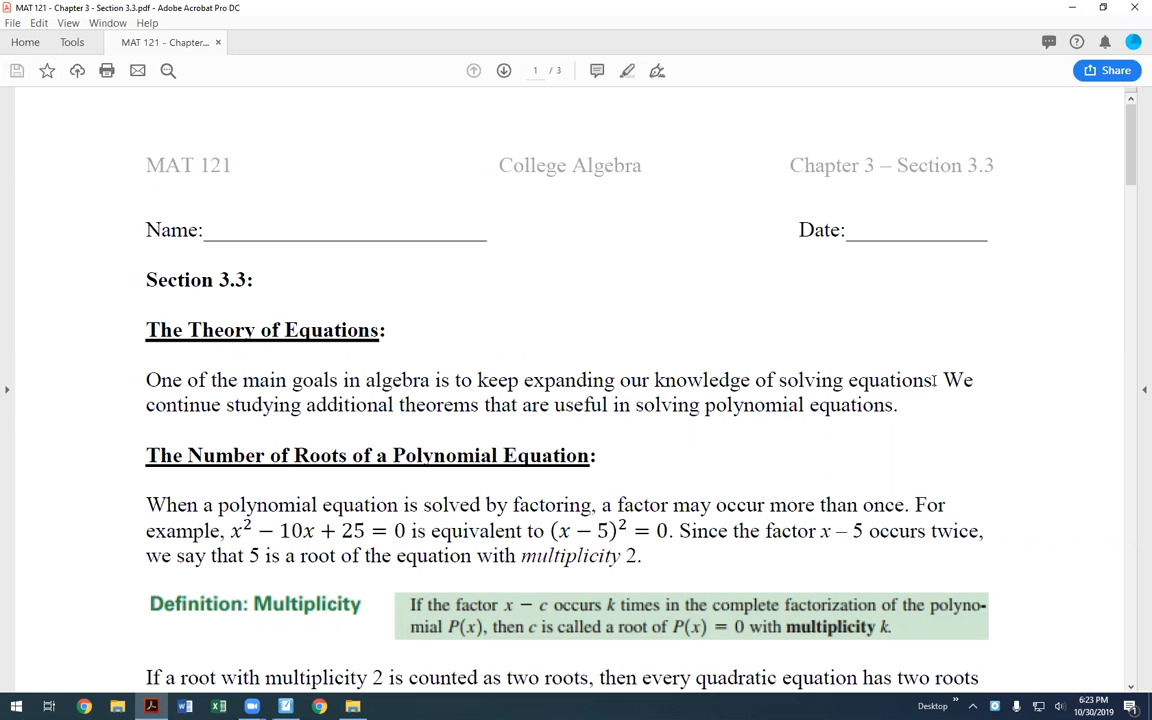 MAT 121 - Chapter 3 - Section 3.3.pdf - Adobe Acrobat Pro DC
File Edit View Window Help
Home Tools MAT 121 - Chapter... ×
1 / 3
Share
MAT 121 College Algebra Chapter 3 – Section 3.3
Name: Date:
Section 3.3:
The Theory of Equations:
One of the main goals in algebra is to keep expanding our knowledge of solving equations. We
continue studying additional theorems that are useful in solving polynomial equations.
The Number of Roots of a Polynomial Equation:
When a polynomial equation is solved by factoring, a factor may occur more than once. For
example, x² − 10x + 25 = 0 is equivalent to (x − 5)² = 0. Since the factor x – 5 occurs twice,
we say that 5 is a root of the equation with multiplicity 2.
Definition: Multiplicity
If the factor x − c occurs k times in the complete factorization of the polyno-
mial P(x), then c is called a root of P(x) = 0 with multiplicity k.
If a root with multiplicity 2 is counted as two roots, then every quadratic equation has two roots
Desktop
6:23 PM
10/30/2019